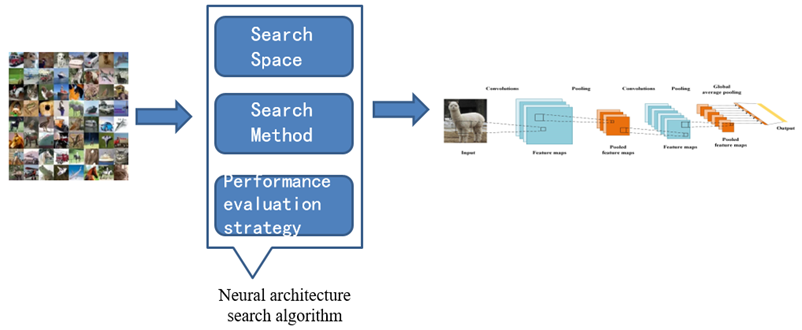 Search
Space
Search
Method
Performance
evaluation
strategy
Neural architecture
search algorithm
Convolutions
Pooling
Convolutions
Pooling
Global
average pooling
Input
Feature maps
Pooled
feature maps
Feature maps
Pooled
feature maps
Output